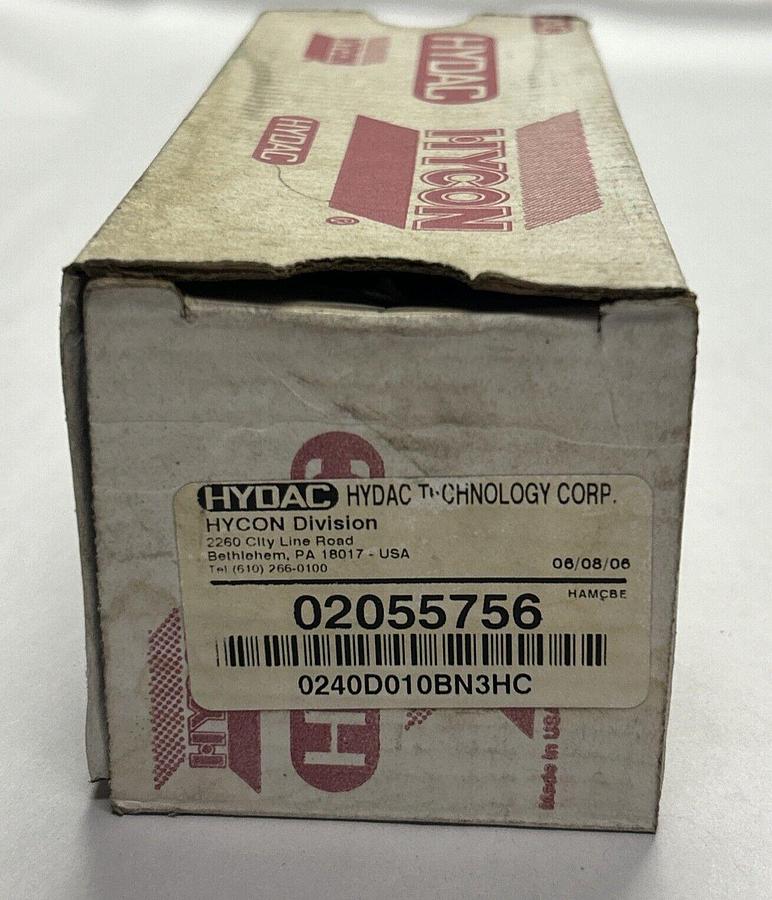 HYDAC
HYDAC
HYCON
®
HYDAC HYDAC TECHNOLOGY CORP.
HYCON Division
2260 City Line Road
Bethlehem, PA 18017 - USA
Tel (610) 266-0100
06/08/06
HAMCBE
02055756
0240D010BN3HC
Made in USA